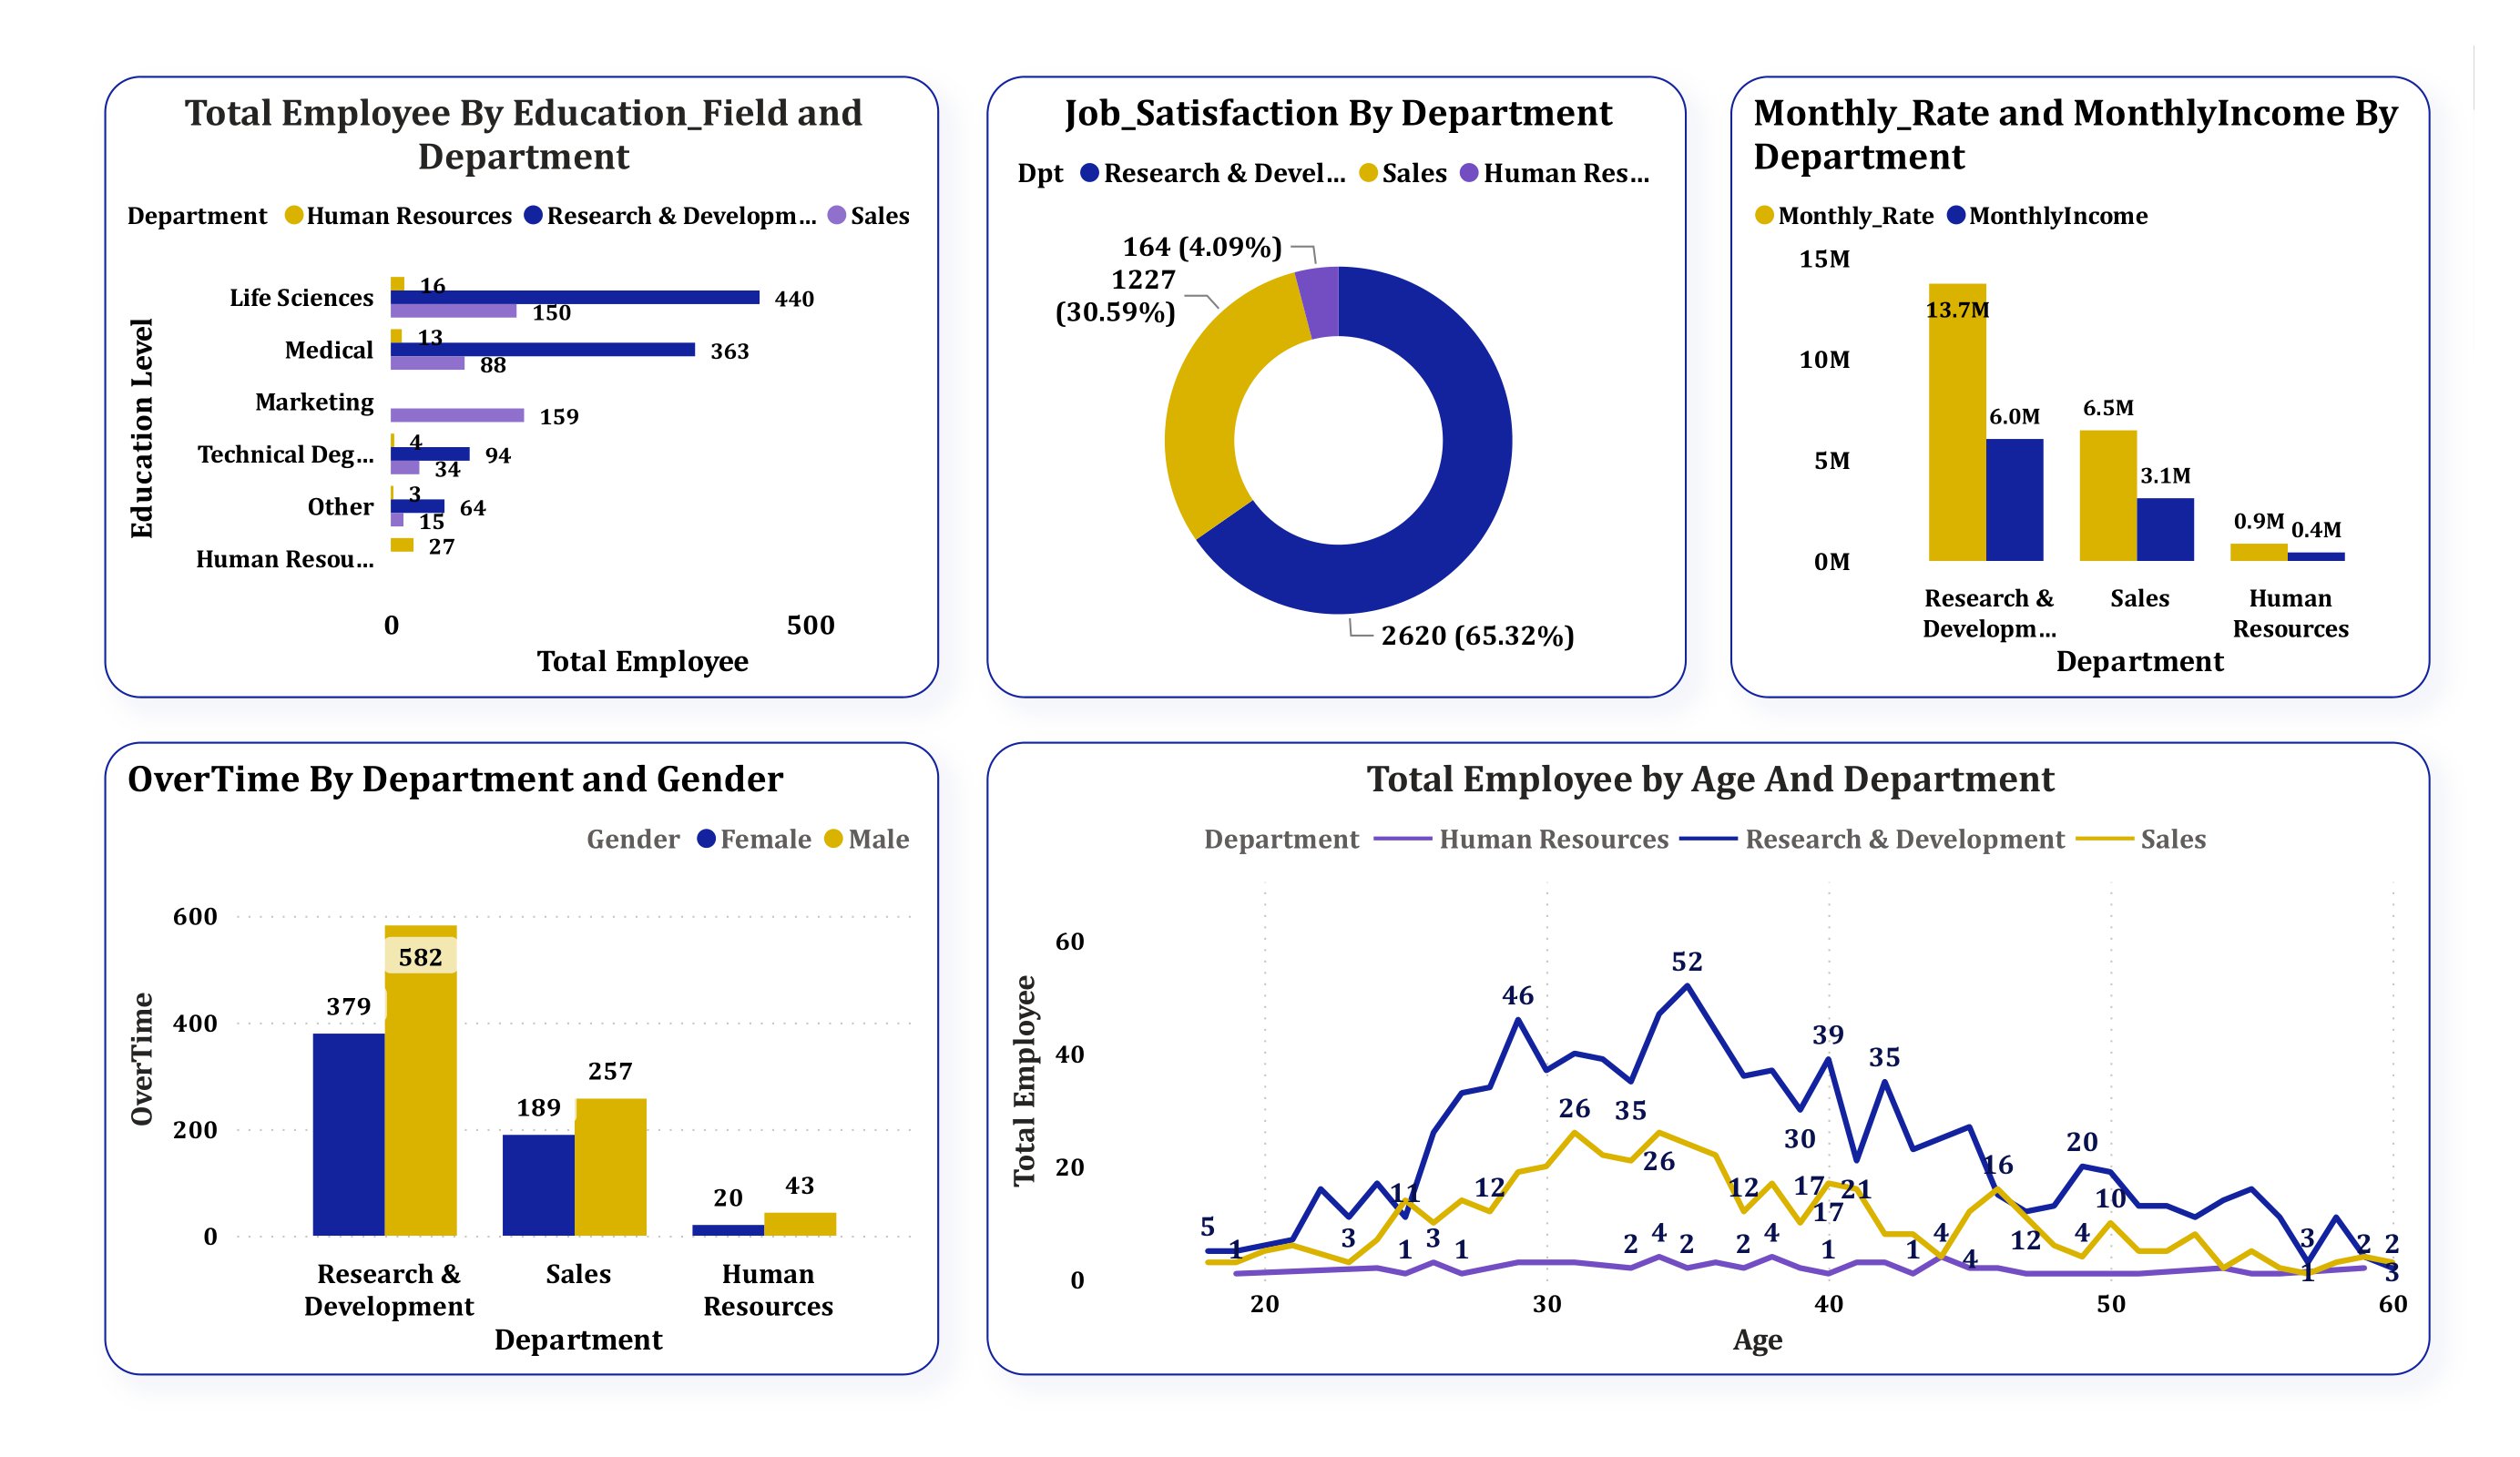 Total Employee By Education_Field and
Department
Department Human Resources Research & Developm... Sales
Education Level
Life Sciences
16
440
150
Medical
13
363
88
Marketing
159
Technical Deg...
4
94
34
Other
3
64
15
Human Resou...
27
0 500
Total Employee
Job_Satisfaction By Department
Dpt Research & Devel... Sales Human Res...
164 (4.09%)
1227
(30.59%)
2620 (65.32%)
Monthly_Rate and MonthlyIncome By
Department
Monthly_Rate MonthlyIncome
15M
10M
5M
0M
13.7M
6.0M
6.5M
3.1M
0.9M
0.4M
Research &
Developm...
Sales
Human
Resources
Department
OverTime By Department and Gender
Gender Female Male
OverTime
600
400
200
0
379
582
189
257
20
43
Research &
Development
Sales
Human
Resources
Department
Total Employee by Age And Department
Department Human Resources Research & Development Sales
Total Employee
60
40
20
0
52
46
39
35
26 35
30
20
26
16
11 12 12 17 21
17
10
5
1
3
1 3 1
2 4 2
2 4
1
1 4
4
12
4
3
1
2 2
3
20 30 40 50 60
Age